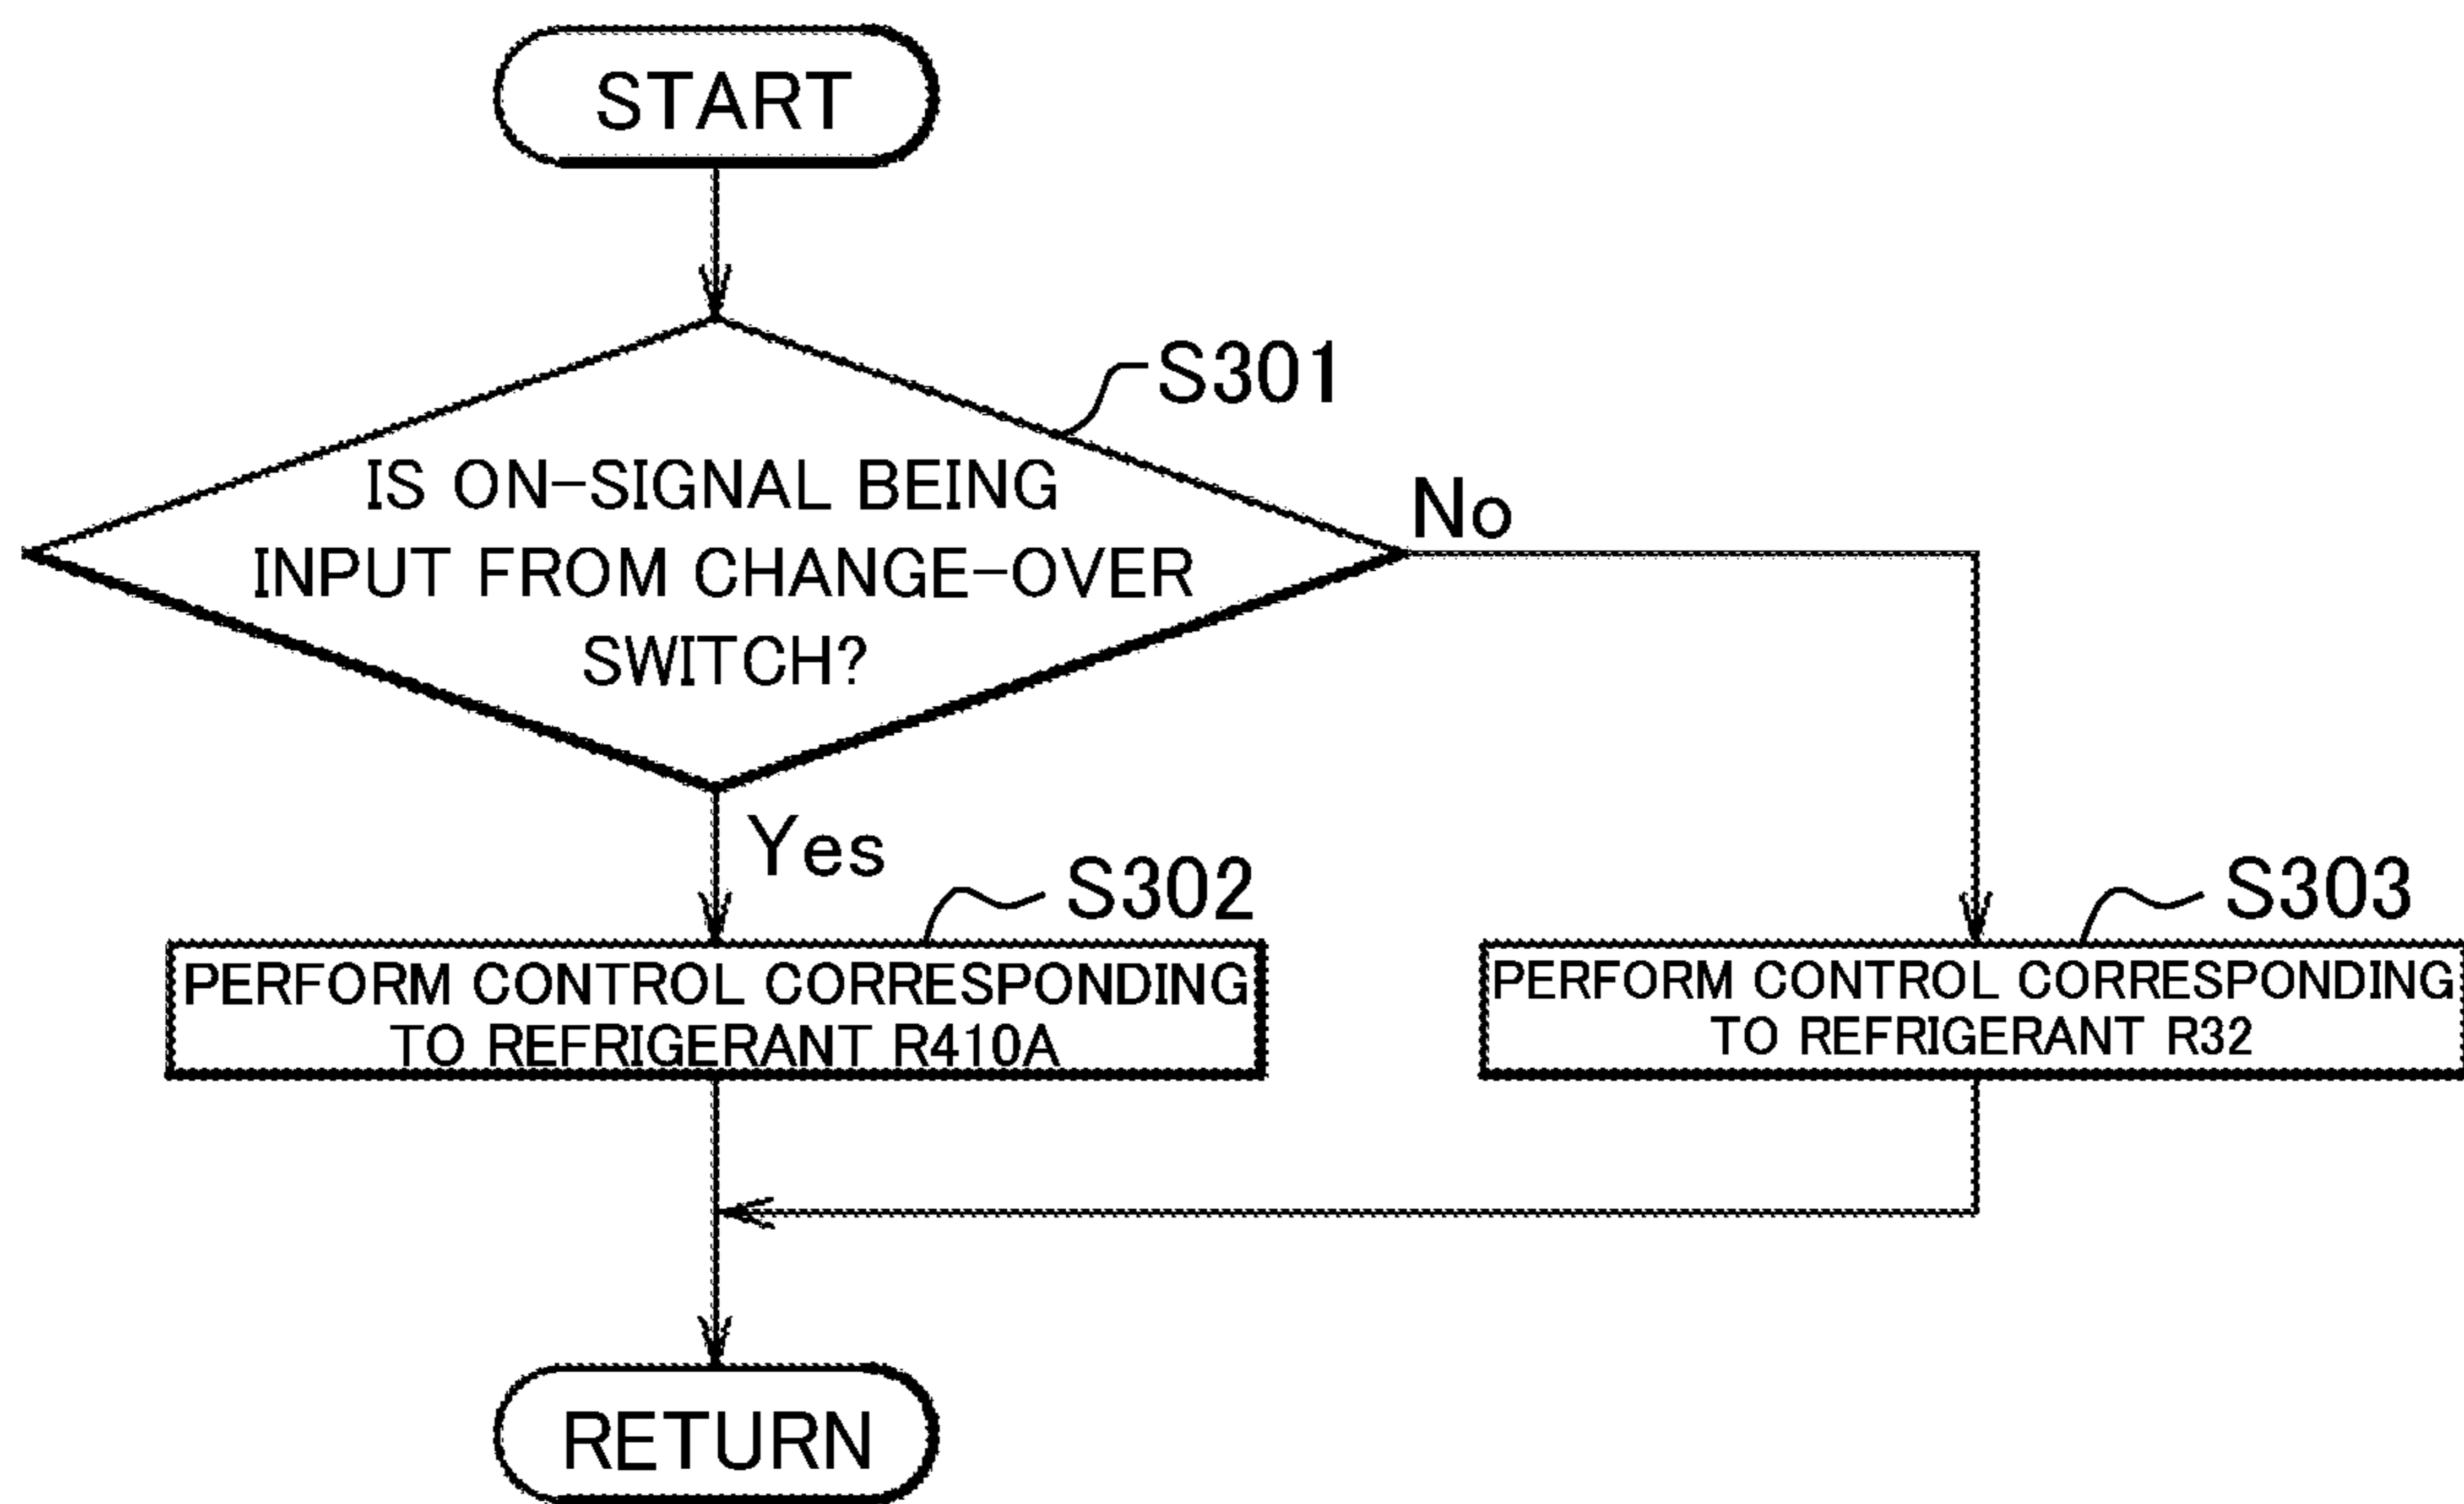 START
S301
IS ON-SIGNAL BEING
INPUT FROM CHANGE-OVER
SWITCH?
No
Yes
S302
PERFORM CONTROL CORRESPONDING
TO REFRIGERANT R410A
S303
PERFORM CONTROL CORRESPONDING
TO REFRIGERANT R32
RETURN